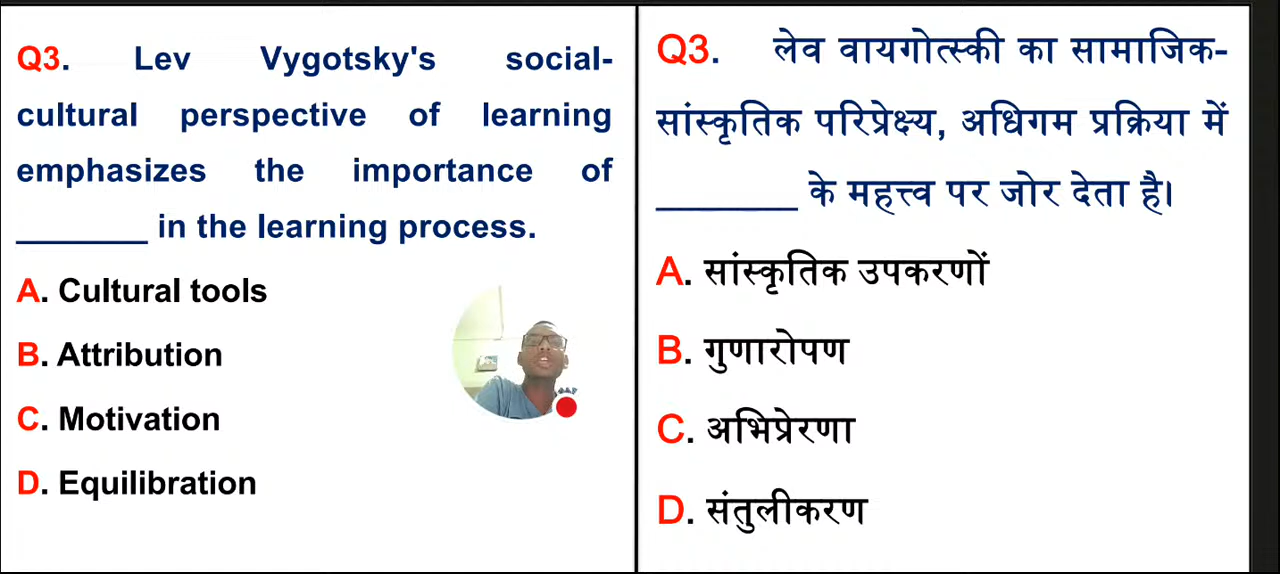 Q3. Lev Vygotsky's social-
cultural perspective of learning
emphasizes the importance of
________ in the learning process.
A. Cultural tools
B. Attribution
C. Motivation
D. Equilibration
Q3. लेव वायगोत्स्की का सामाजिक-
सांस्कृतिक परिप्रेक्ष्य, अधिगम प्रक्रिया में
________ के महत्त्व पर जोर देता है।
A. सांस्कृतिक उपकरणों
B. गुणारोपण
C. अभिप्रेरणा
D. संतुलीकरण